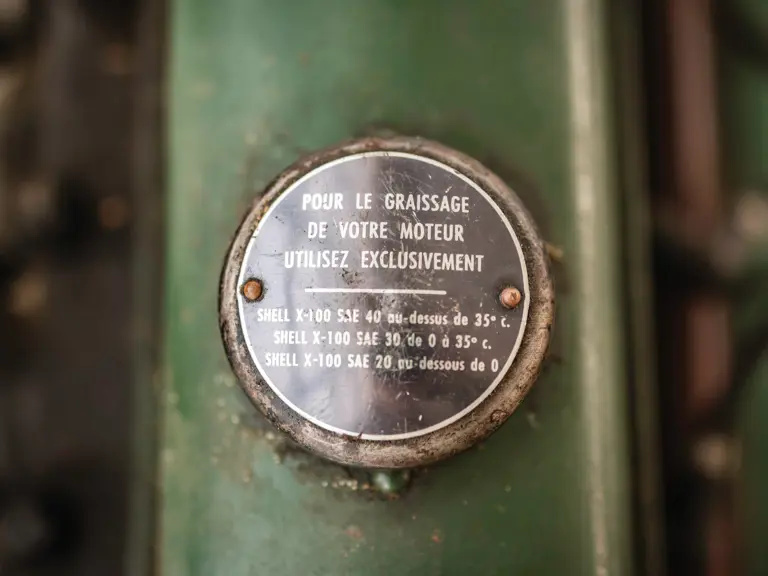 POUR LE GRAISSAGE
DE VOTRE MOTEUR
UTILISEZ EXCLUSIVEMENT
SHELL X-100 SAE 40 au-dessus de 35° c.
SHELL X-100 SAE 30 de 0 à 35° c.
SHELL X-100 SAE 20 au-dessous de 0